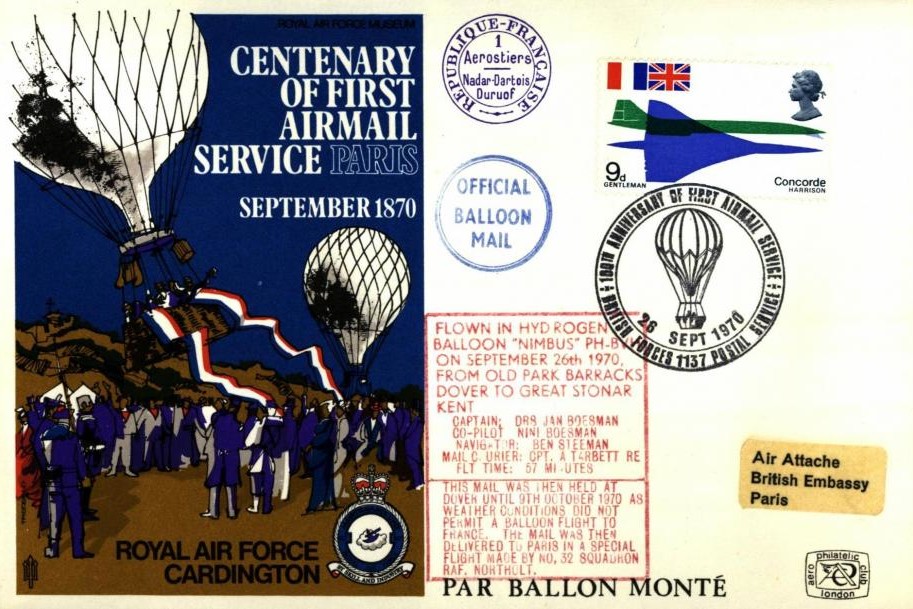 ROYAL AIR FORCE MUSEUM
CENTENARY
OF FIRST
AIRMAIL
SERVICE PARIS
SEPTEMBER 1870
ROYAL AIR FORCE
CARDINGTON
REPUBLIQUE-FRANÇAISE
1
Aerostiers
Nadar-Dartois
Duruof
OFFICIAL
BALLOON
MAIL
9d
GENTLEMAN
Concorde
HARRISON
100th ANNIVERSARY OF FIRST AIRMAIL SERVICE
26 SEPT 1970
BRITISH FORCES 1137 POSTAL SERVICE
FLOWN IN HYDROGEN
BALLOON "NIMBUS"
ON SEPTEMBER 26th 1970,
FROM OLD PARK BARRACKS
DOVER TO GREAT STONAR
KENT
CAPTAIN: DRS JAN BOESMAN
CO-PILOT NINI BOESMAN
BEN STEEMAN
MAIL C URIER: CPT. A TARBETT RE
FLT TIME: 57 MI UTES
THIS MAIL WAS THEN HELD AT
DOVER UNTIL 9TH OCTOBER 1970 AS
WEATHER CONDITIONS DID NOT
PERMIT A BALLOON FLIGHT TO
FRANCE. THE MAIL WAS THEN
DELIVERED TO PARIS IN A SPECIAL
FLIGHT MADE BY NO. 32 SQUADRON
RAF. NORTHOLT.
Air Attache
British Embassy
Paris
PAR BALLON MONTÉ
aero philatelic club
london